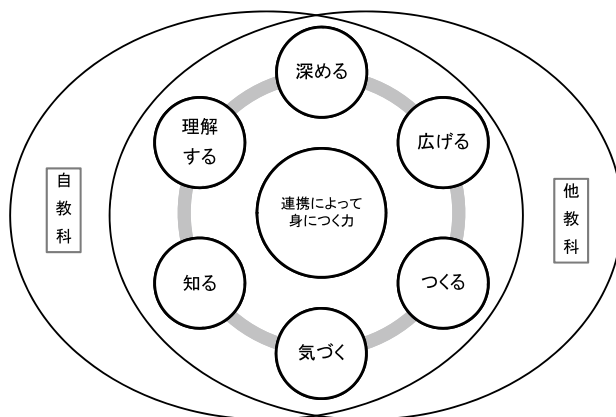 深める
理解
する
広げる
自教科
連携によって
身につく力
他教科
知る
つくる
気づく